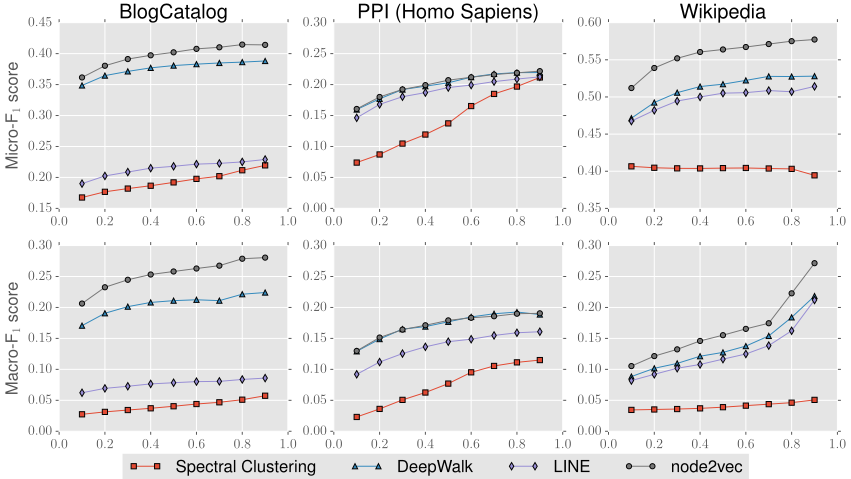 BlogCatalog PPI (Homo Sapiens) Wikipedia
0.45 0.30 0.60
0.40 0.25 0.55
0.35 0.20 0.50
0.30 0.15 0.45
0.25 0.10 0.40
0.20 0.05 0.35
0.15 0.00
Micro-F₁ score
0.0 0.2 0.4 0.6 0.8 1.0 0.0 0.2 0.4 0.6 0.8 1.0 0.0 0.2 0.4 0.6 0.8 1.0
0.30 0.30 0.30
0.25 0.25 0.25
0.20 0.20 0.20
0.15 0.15 0.15
0.10 0.10 0.10
0.05 0.05 0.05
0.00 0.00 0.00
Macro-F₁ score
0.0 0.2 0.4 0.6 0.8 1.0 0.0 0.2 0.4 0.6 0.8 1.0 0.0 0.2 0.4 0.6 0.8 1.0
Spectral Clustering DeepWalk LINE node2vec